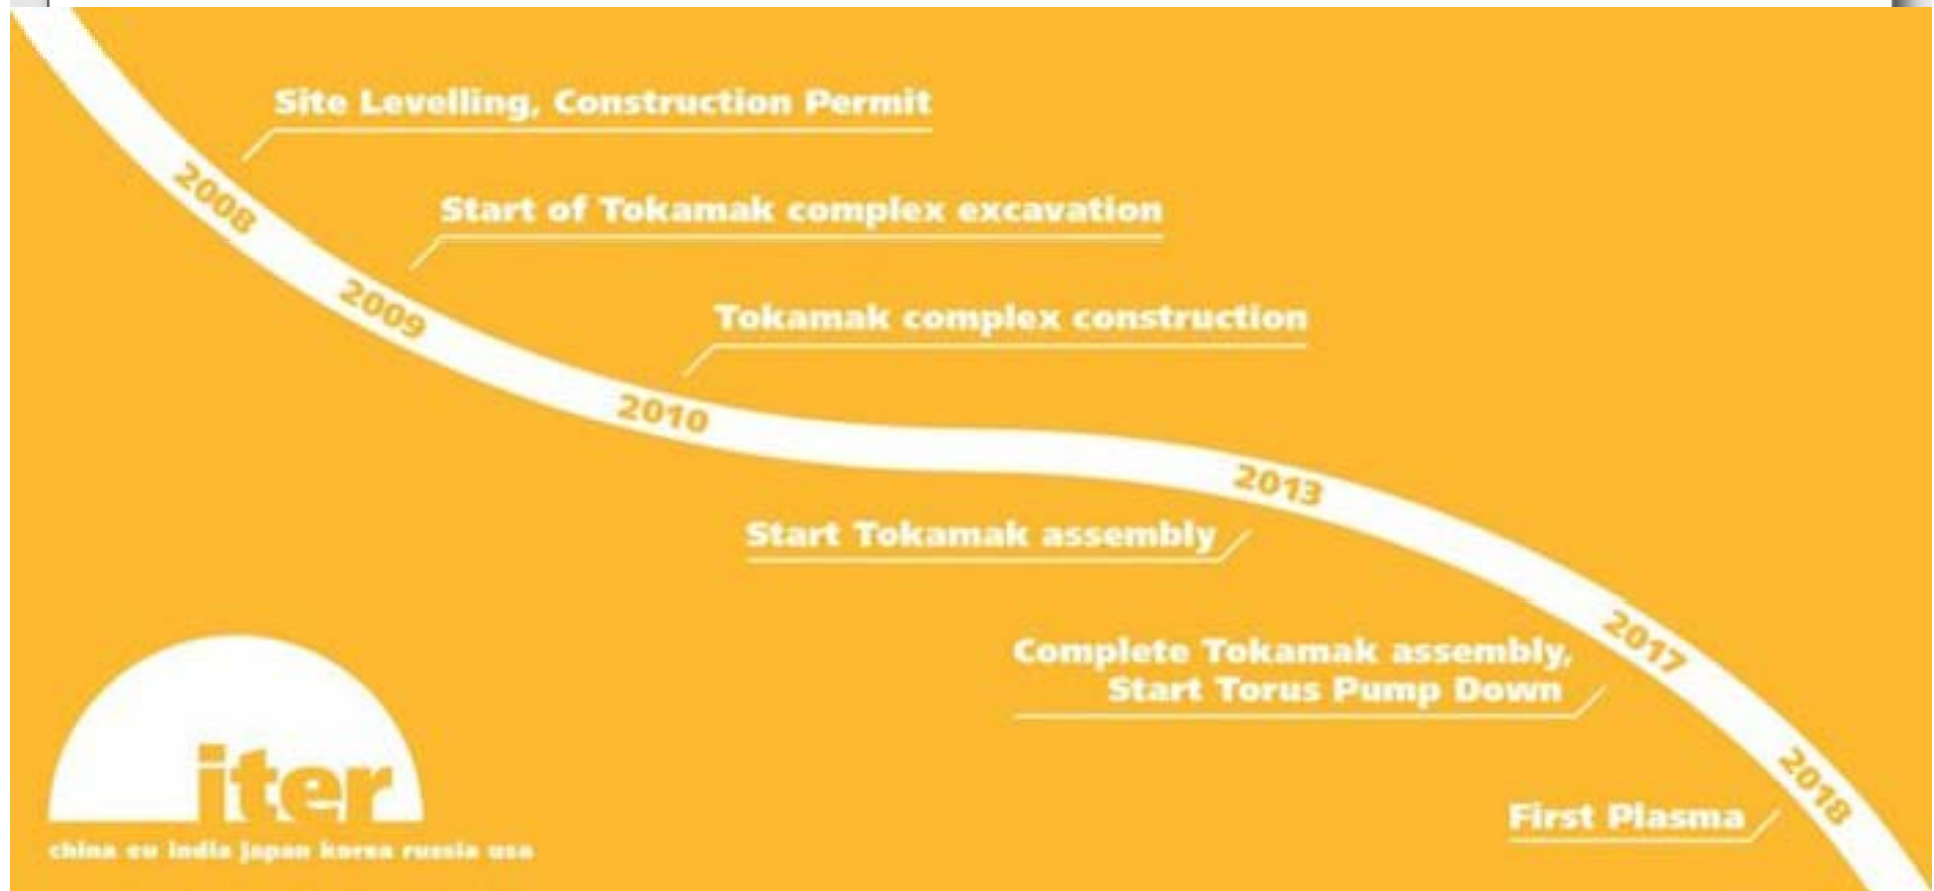 Site Levelling, Construction Permit
2008
Start of Tokamak complex excavation
2009
Tokamak complex construction
2010
2013
Start Tokamak assembly
2017
Complete Tokamak assembly,
Start Torus Pump Down
2018
First Plasma
iter
china eu india japan korea russia usa